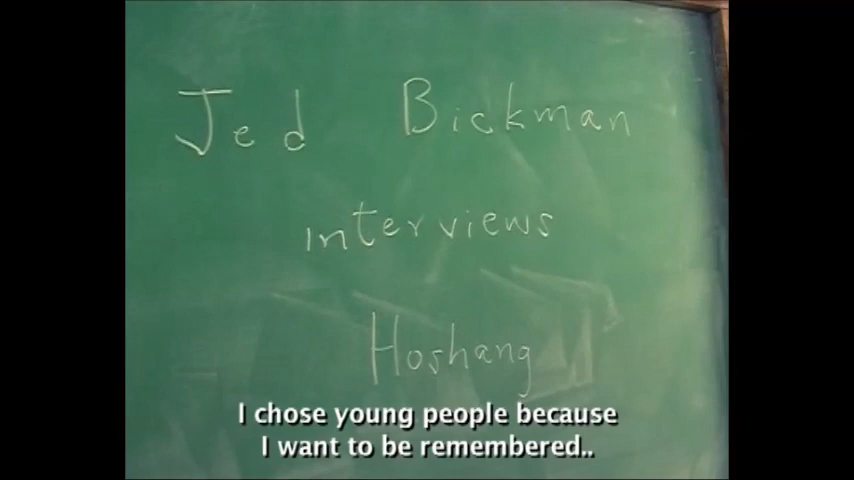 Jed Bickman
interviews
Hoshang
I chose young people because
I want to be remembered..